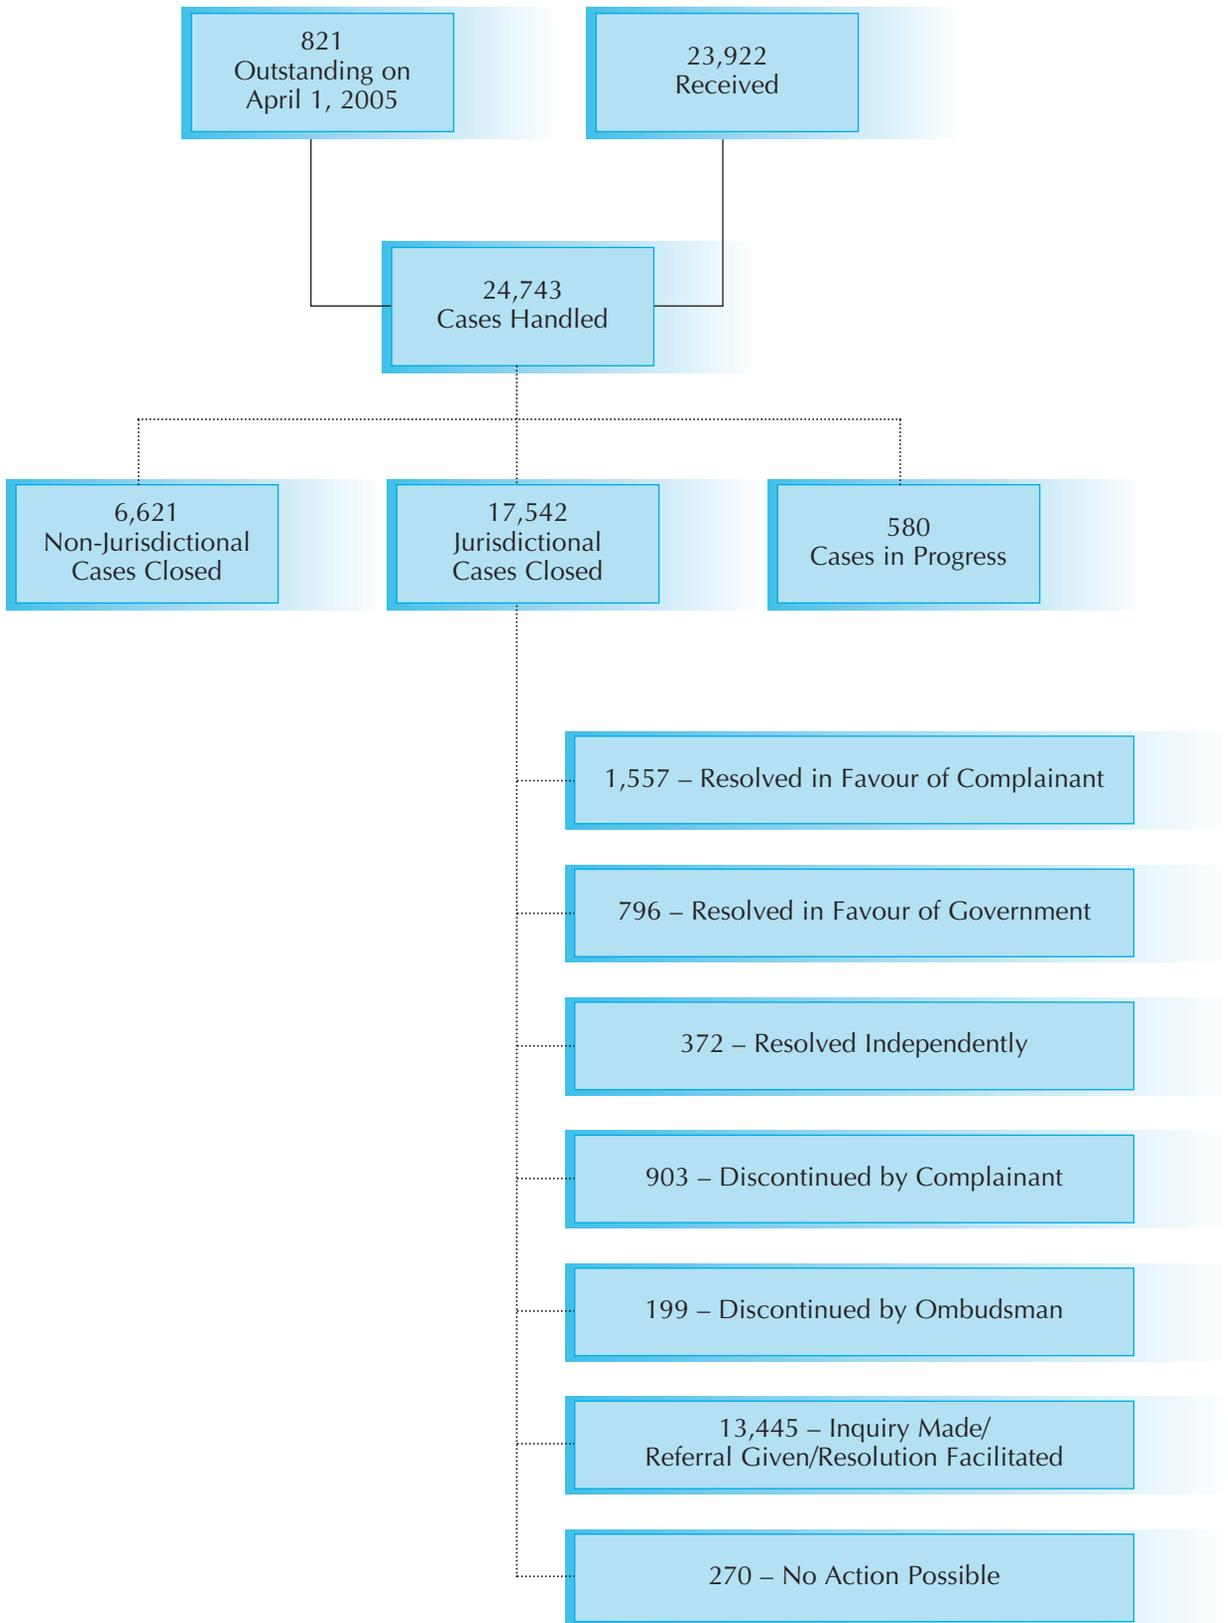 821
Outstanding on
April 1, 2005
23,922
Received
24,743
Cases Handled
6,621
Non-Jurisdictional
Cases Closed
17,542
Jurisdictional
Cases Closed
580
Cases in Progress
1,557 – Resolved in Favour of Complainant
796 – Resolved in Favour of Government
372 – Resolved Independently
903 – Discontinued by Complainant
199 – Discontinued by Ombudsman
13,445 – Inquiry Made/
Referral Given/Resolution Facilitated
270 – No Action Possible